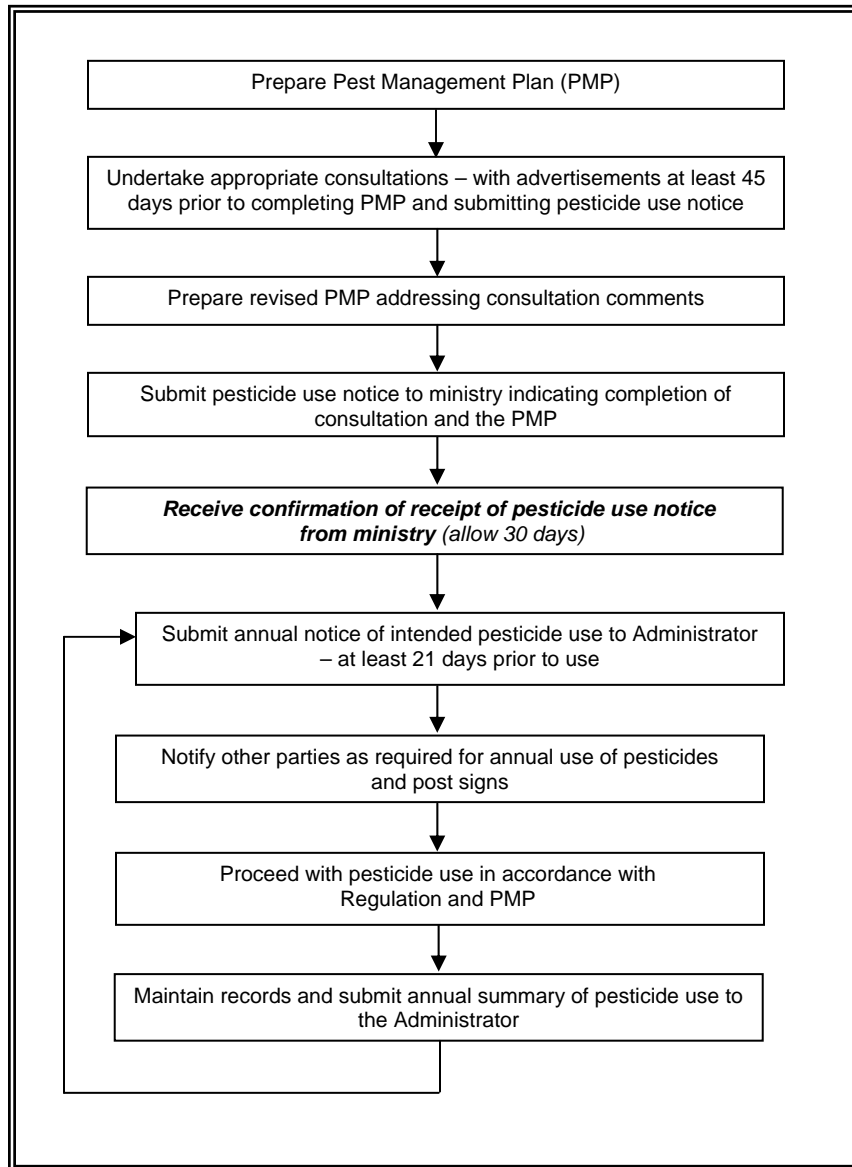 Prepare Pest Management Plan (PMP)
Undertake appropriate consultations – with advertisements at least 45
days prior to completing PMP and submitting pesticide use notice
Prepare revised PMP addressing consultation comments
Submit pesticide use notice to ministry indicating completion of
consultation and the PMP
Receive confirmation of receipt of pesticide use notice
from ministry (allow 30 days)
Submit annual notice of intended pesticide use to Administrator
– at least 21 days prior to use
Notify other parties as required for annual use of pesticides
and post signs
Proceed with pesticide use in accordance with
Regulation and PMP
Maintain records and submit annual summary of pesticide use to
the Administrator